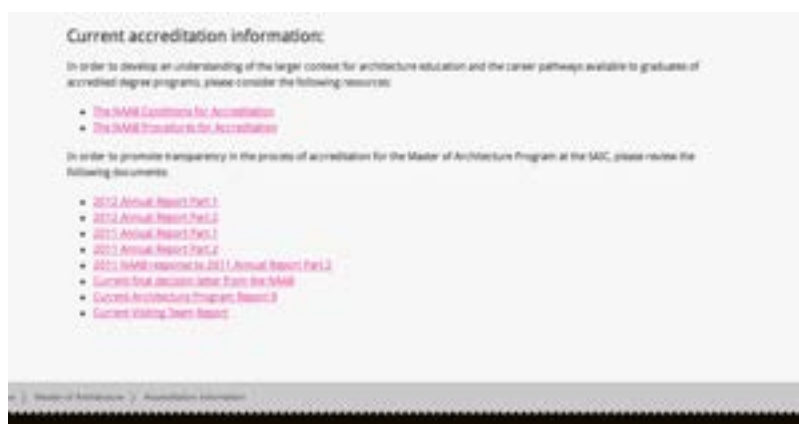 Current accreditation information:
In order to develop an understanding of the larger context for architecture education and the career pathways available to graduates of
accredited degree programs, please consider the following resources:
The NAAB Conditions for Accreditation
The NAAB Procedures for Accreditation
In order to promote transparency in the process of accreditation for the Master of Architecture Program at the SAIC, please review the
following documents:
2012 Annual Report Part 1
2012 Annual Report Part 2
2011 Annual Report Part 1
2011 Annual Report Part 2
2011 NAAB response to 2011 Annual Report Part 2
Current final decision letter from the NAAB
Current Architecture Program Report
Current Visiting Team Report
Master of Architecture > Accreditation Information